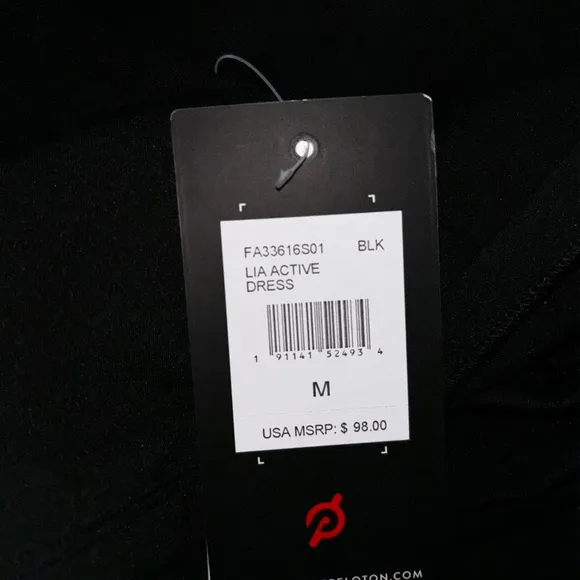 FA33616S01 BLK
LIA ACTIVE
DRESS
1 91141 52493 4
M
USA MSRP: $ 98.00